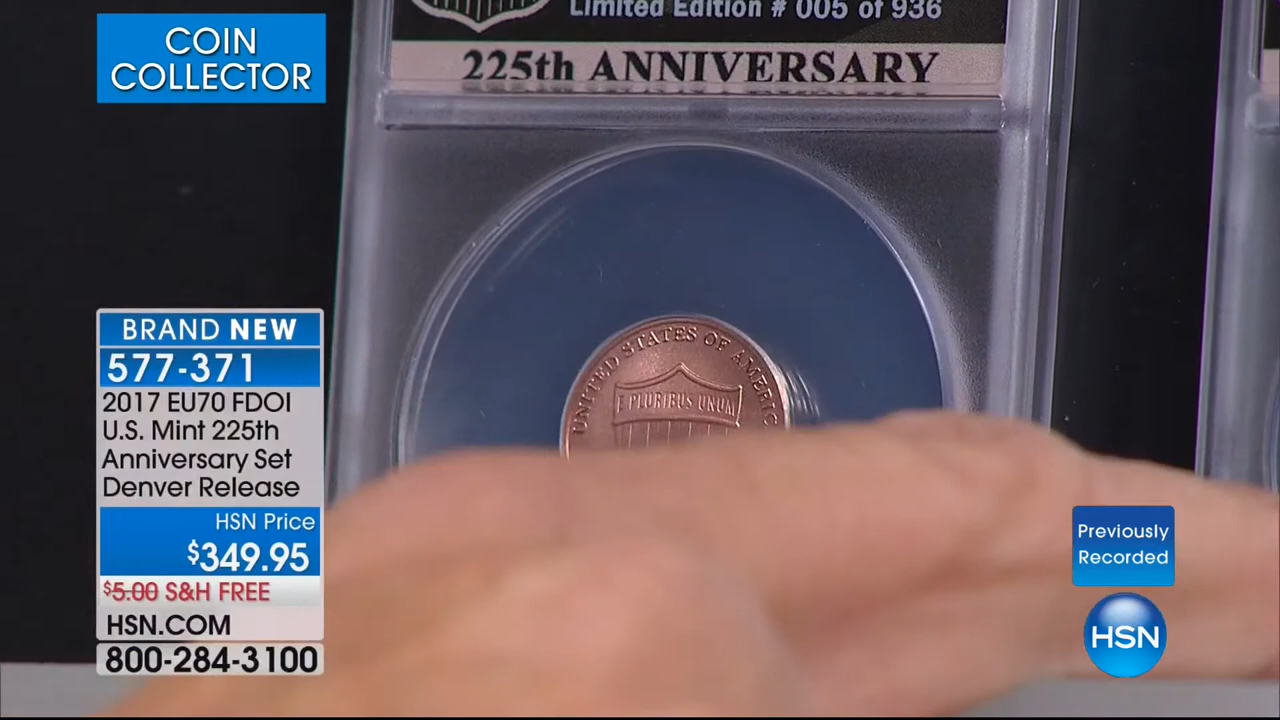 COIN
COLLECTOR
Limited Edition # 005 of 936
225th ANNIVERSARY
UNITED STATES OF AMERIC
E PLURIBUS UNUM
BRAND NEW
577-371
2017 EU70 FDOI
U.S. Mint 225th
Anniversary Set
Denver Release
HSN Price
$349.95
$5.00 S&H FREE
HSN.COM
800-284-3100
Previously
Recorded
HSN